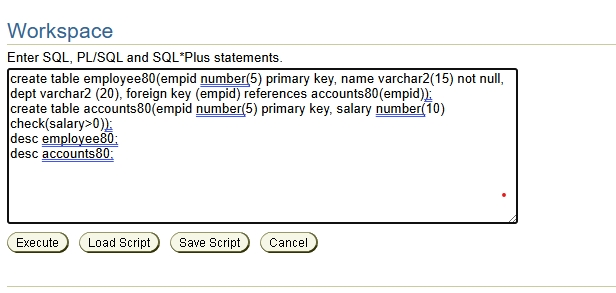 Workspace
Enter SQL, PL/SQL and SQL*Plus statements.
create table employee80(empid number(5) primary key, name varchar2(15) not null,
dept varchar2 (20), foreign key (empid) references accounts80(empid));
create table accounts80(empid number(5) primary key, salary number(10)
check(salary>0));
desc employee80;
desc accounts80;
Execute Load Script Save Script Cancel